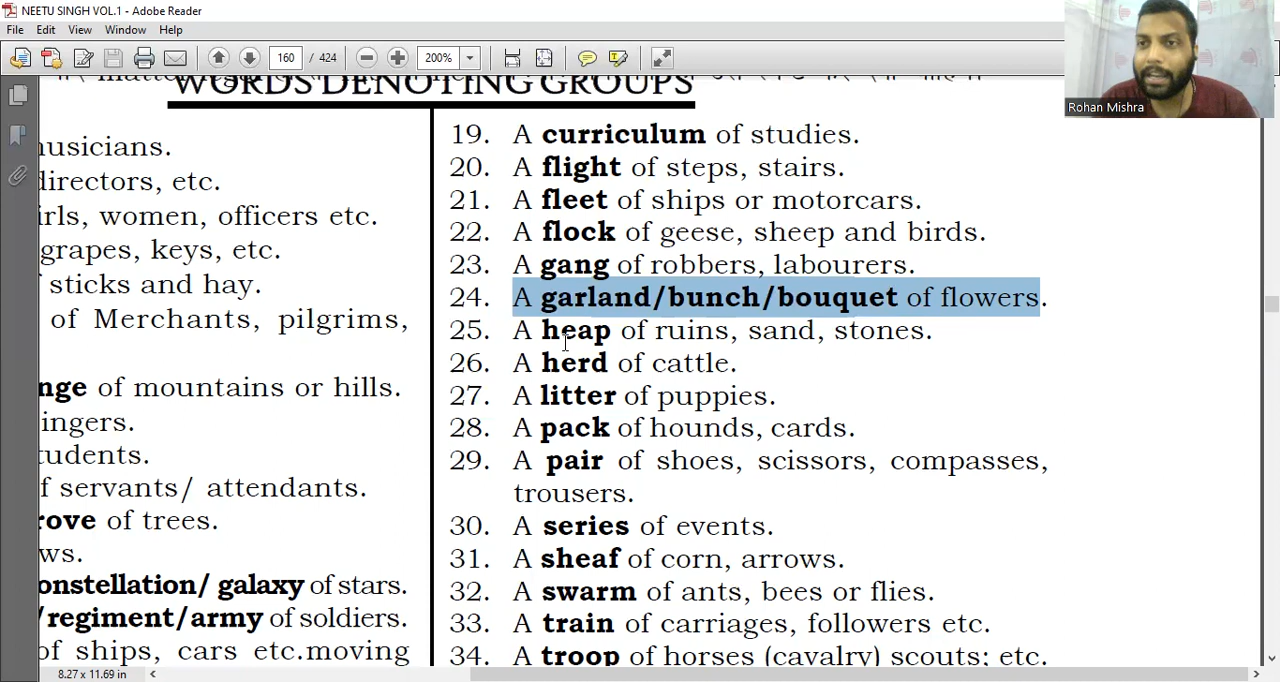 NEETU SINGH VOL.1 - Adobe Reader
File Edit View Window Help
160 / 424 200%
Rohan Mishra
WORDS DENOTING GROUPS
usicians.
directors, etc.
irls, women, officers etc.
grapes, keys, etc.
sticks and hay.
of Merchants, pilgrims,
nge of mountains or hills.
ingers.
tudents.
f servants/ attendants.
rove of trees.
ws.
onstellation/ galaxy of stars.
/regiment/army of soldiers.
of ships, cars etc.moving
19. A curriculum of studies.
20. A flight of steps, stairs.
21. A fleet of ships or motorcars.
22. A flock of geese, sheep and birds.
23. A gang of robbers, labourers.
24. A garland/bunch/bouquet of flowers.
25. A heap of ruins, sand, stones.
26. A herd of cattle.
27. A litter of puppies.
28. A pack of hounds, cards.
29. A pair of shoes, scissors, compasses,
trousers.
30. A series of events.
31. A sheaf of corn, arrows.
32. A swarm of ants, bees or flies.
33. A train of carriages, followers etc.
34. A troop of horses (cavalry) scouts; etc.
8.27 x 11.69 in